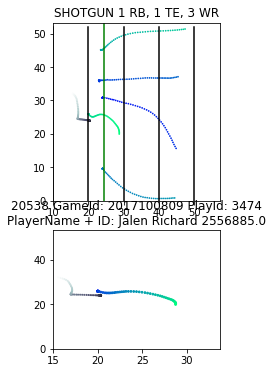 SHOTGUN 1 RB, 1 TE, 3 WR
50
40
30
20
10
0
10 20 30 40 50
20538 GameId: 2017100809 PlayId: 3474
PlayerName + ID: Jalen Richard 2556885.0
40
20
0
15 20 25 30